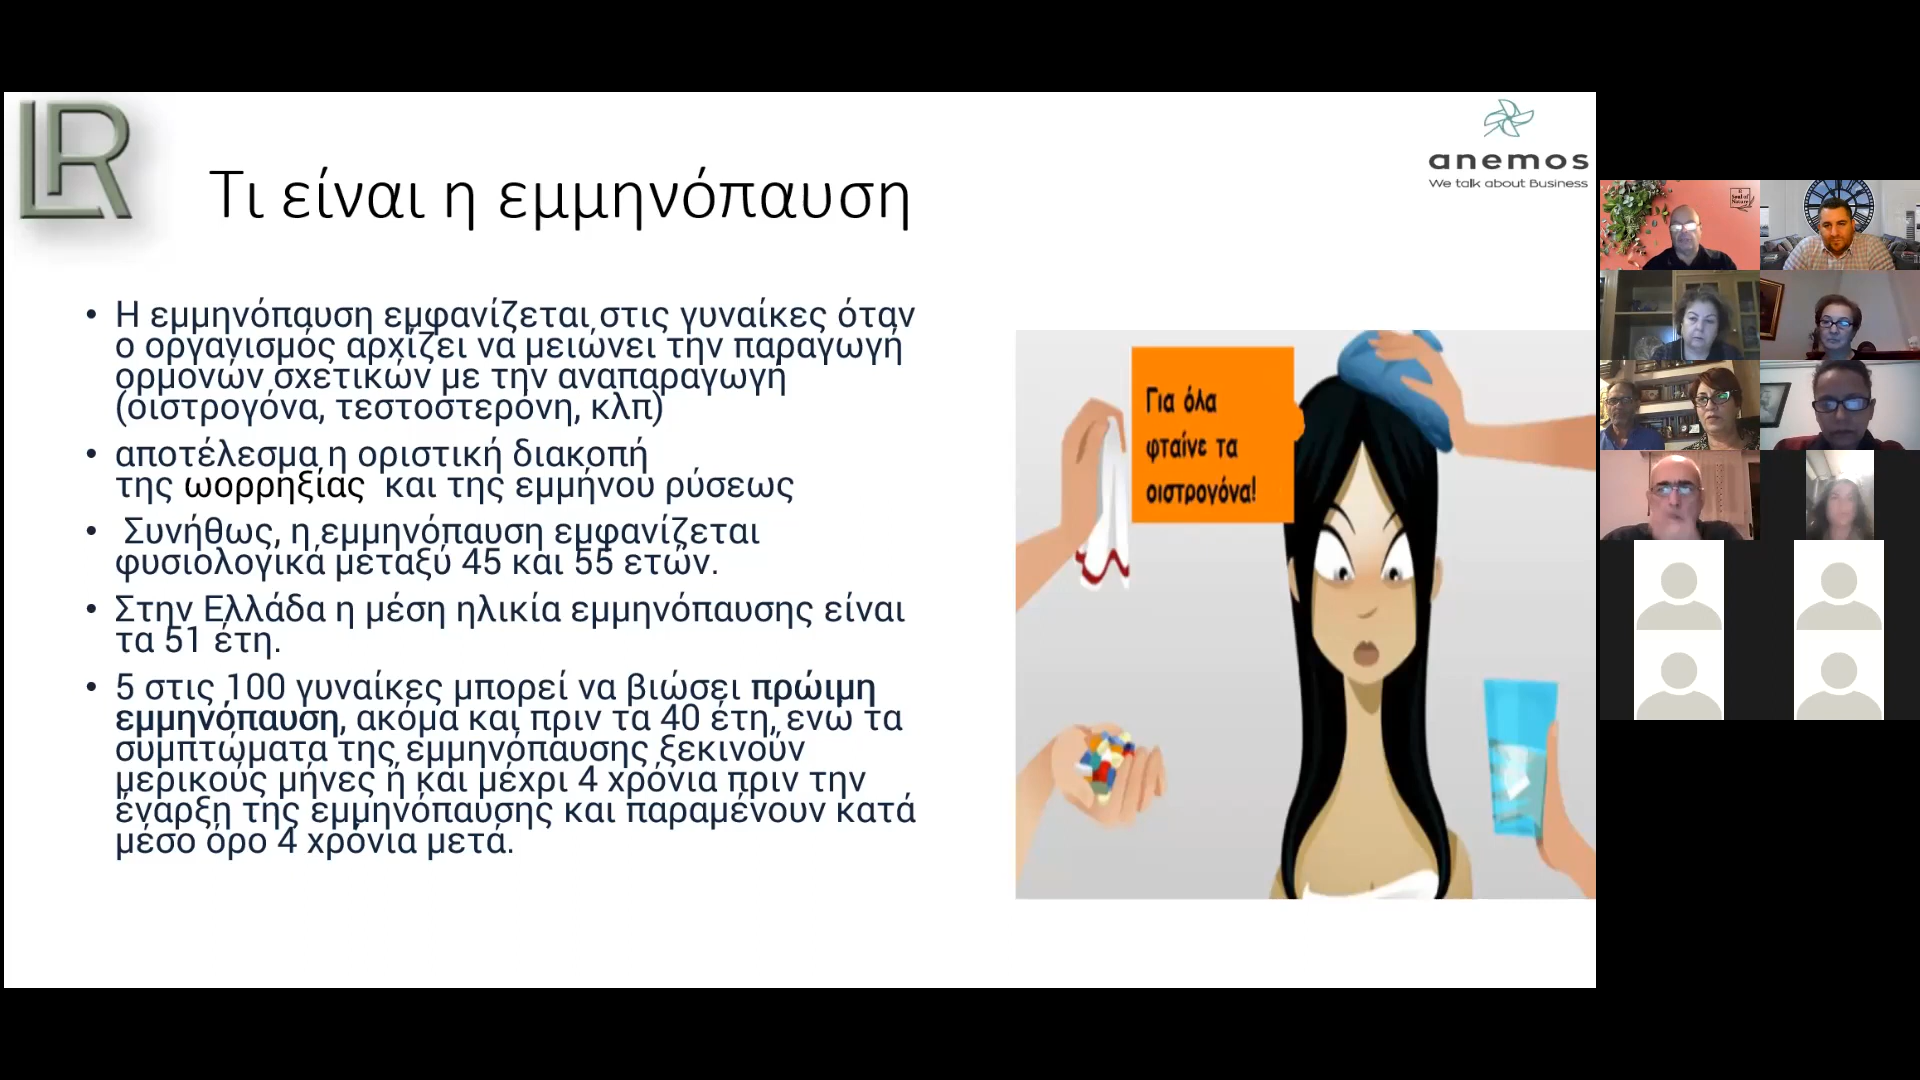 LR
anemos
We talk about Business
Τι είναι η εμμηνόπαυση
• Η εμμηνόπαυση εμφανίζεται στις γυναίκες όταν
ο οργανισμός αρχίζει να μειώνει την παραγωγή
ορμονών σχετικών με την αναπαραγωγή
(οιστρογόνα, τεστοστερόνη, κλπ)
• αποτέλεσμα η οριστική διακοπή
της ωορρηξίας και της εμμήνου ρύσεως
• Συνήθως, η εμμηνόπαυση εμφανίζεται
φυσιολογικά μεταξύ 45 και 55 ετών.
• Στην Ελλάδα η μέση ηλικία εμμηνόπαυσης είναι
τα 51 έτη.
• 5 στις 100 γυναίκες μπορεί να βιώσει πρώιμη
εμμηνόπαυση, ακόμα και πριν τα 40 έτη, ενώ τα
συμπτώματα της εμμηνόπαυσης ξεκινούν
μερικούς μήνες ή και μέχρι 4 χρόνια πριν την
έναρξη της εμμηνόπαυσης και παραμένουν κατά
μέσο όρο 4 χρόνια μετά.
Για όλα
φταίνε τα
οιστρογόνα!
Soul of
Nature